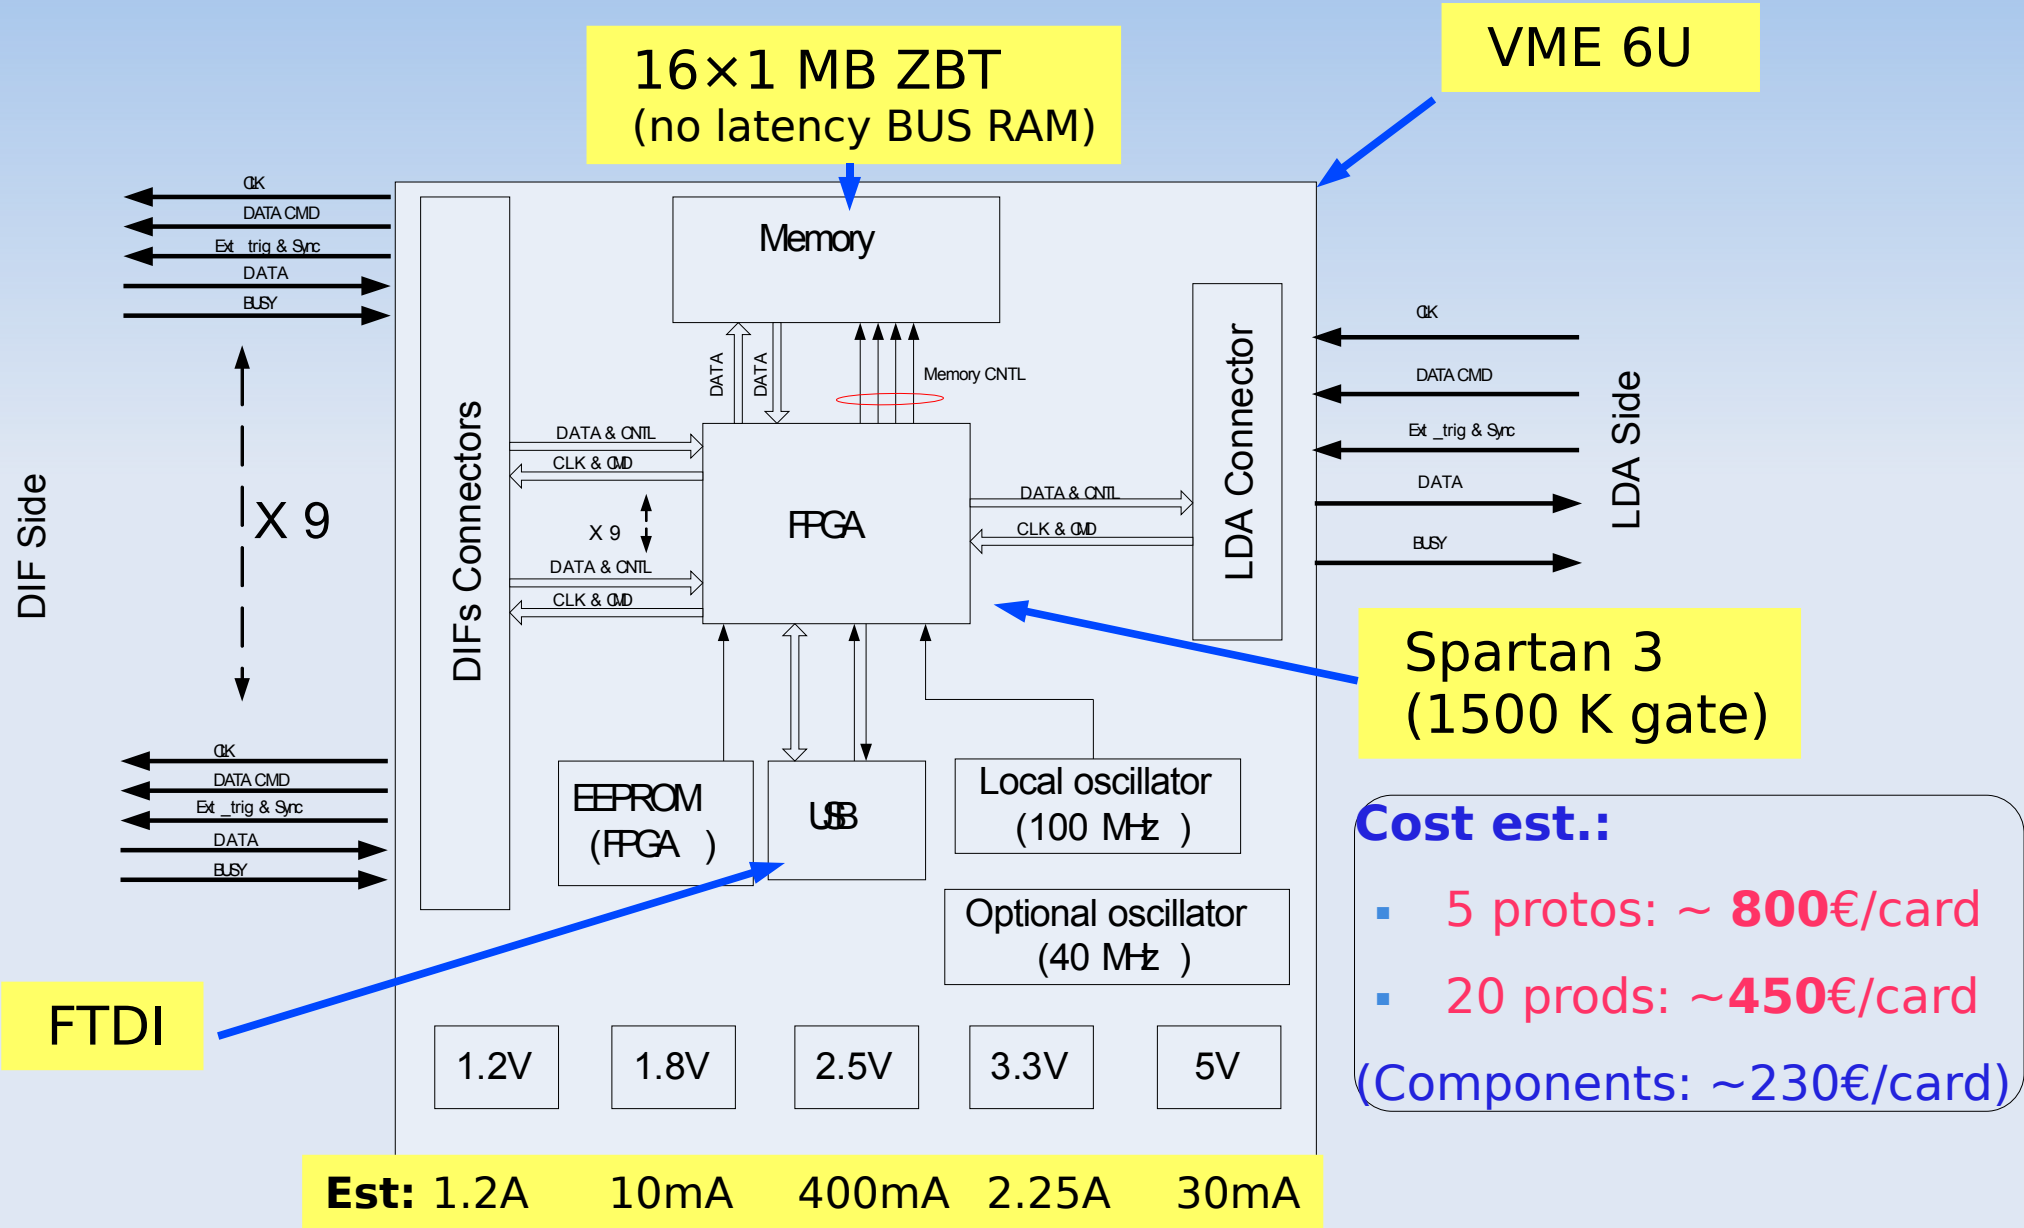 16×1 MB ZBT
(no latency BUS RAM)
VME 6U
CLK
DATA CMD
Ext_trig & Sync
DATA
BUSY
X 9
DIF Side
CLK
DATA CMD
Ext_trig & Sync
DATA
BUSY
DIFs Connectors
Memory
DATA
DATA
Memory CNTL
DATA & CNTL
CLK & CMD
X 9
DATA & CNTL
CLK & CMD
FPGA
DATA & CNTL
CLK & CMD
LDA Connector
CLK
DATA CMD
Ext_trig & Sync
DATA
BUSY
LDA Side
Spartan 3
(1500 K gate)
EEPROM
(FPGA)
USB
Local oscillator
(100 MHz)
Optional oscillator
(40 MHz)
FTDI
Cost est.:
▪ 5 protos: ~ 800€/card
▪ 20 prods: ~450€/card
(Components: ~230€/card)
1.2V 1.8V 2.5V 3.3V 5V
Est: 1.2A 10mA 400mA 2.25A 30mA